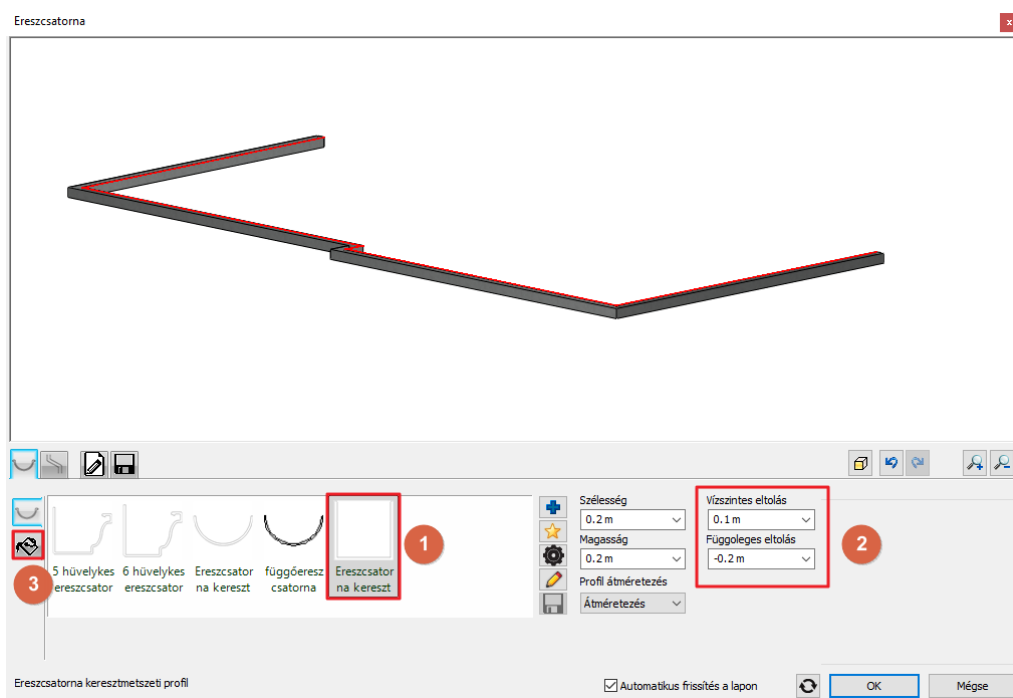 Ereszcsatorna
x
Szélesség
Vízszintes eltolás
0.2 m
0.1 m
1
Magasság
Függoleges eltolás
2
0.2 m
-0.2 m
3
5 hüvelykes
ereszcsator
6 hüvelykes
ereszcsator
Ereszcsator
na kereszt
függőeresz
csatorna
Ereszcsator
na kereszt
Profil átméretezés
Átméretezés
Ereszcsatorna keresztmetszeti profil
Automatikus frissítés a lapon
OK
Mégse